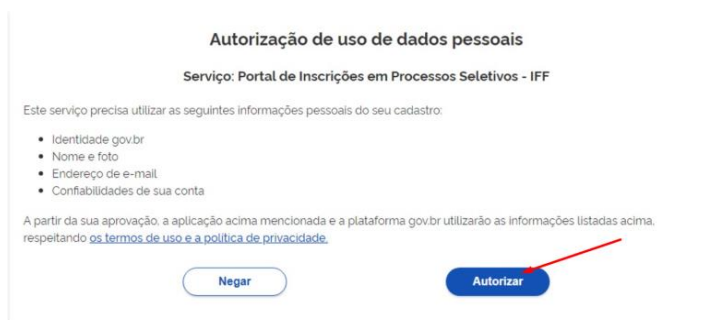 Autorização de uso de dados pessoais
Serviço: Portal de Inscrições em Processos Seletivos - IFF
Este serviço precisa utilizar as seguintes informações pessoais do seu cadastro:
• Identidade gov.br
• Nome e foto
• Endereço de e-mail
• Confiabilidades de sua conta
A partir da sua aprovação, a aplicação acima mencionada e a plataforma gov.br utilizarão as informações listadas acima,
respeitando os termos de uso e a política de privacidade.
Negar
Autorizar